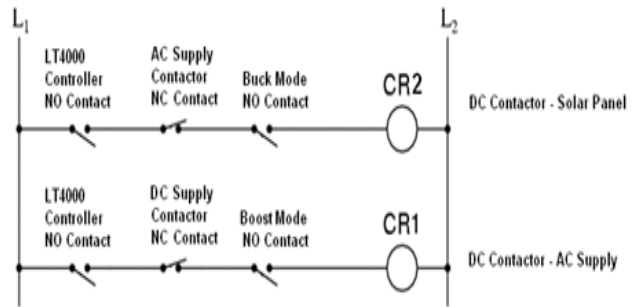 L1
L2
LT4000
Controller
NO Contact
AC Supply
Contactor
NC Contact
Buck Mode
NO Contact
CR2
DC Contactor - Solar Panel
LT4000
Controller
NO Contact
DC Supply
Contactor
NC Contact
Boost Mode
NO Contact
CR1
DC Contactor - AC Supply